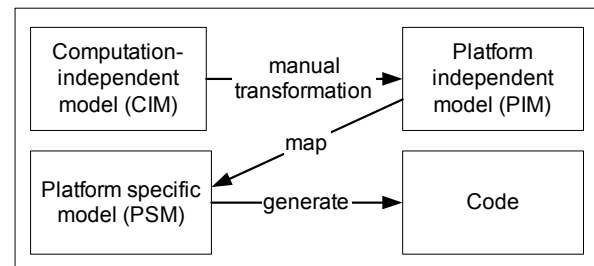 Computation-
independent
model (CIM)
manual
transformation
Platform
independent
model (PIM)
map
Platform specific
model (PSM)
generate
Code